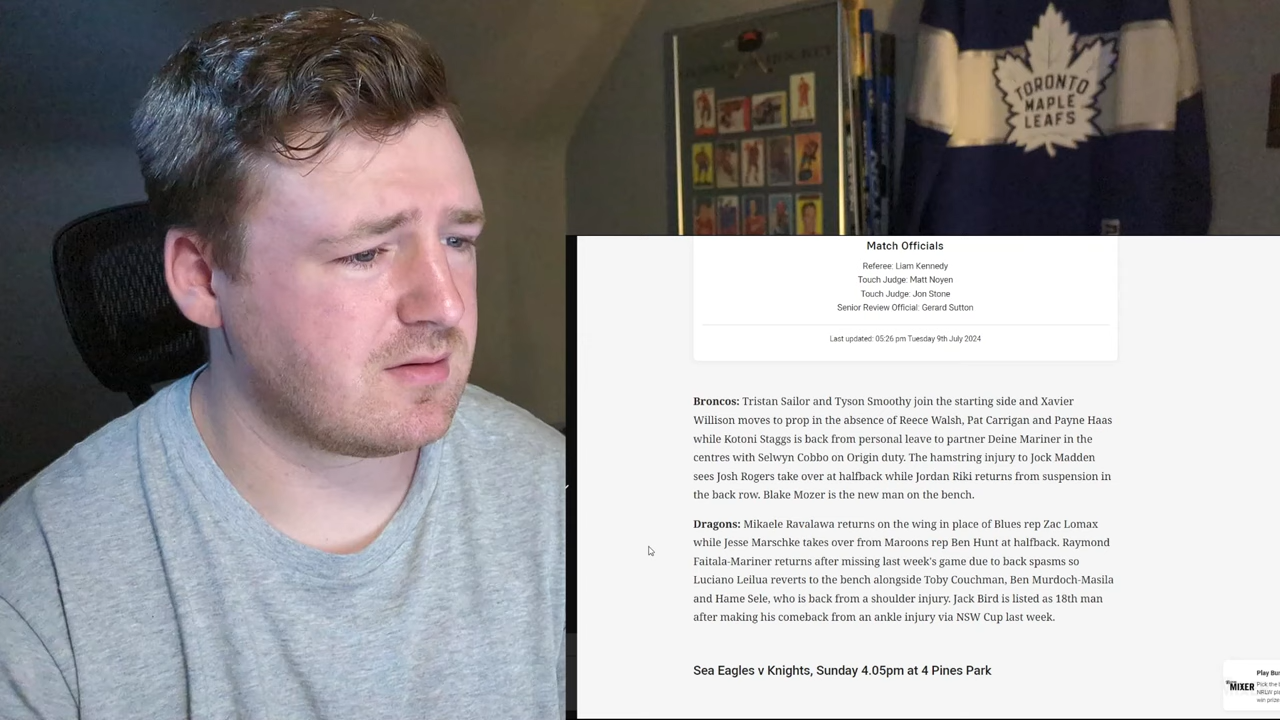 TORONTO
MAPLE
LEAFS
Match Officials
Referee: Liam Kennedy
Touch Judge: Matt Noyen
Touch Judge: Jon Stone
Senior Review Official: Gerard Sutton
Last updated: 05:26 pm Tuesday 9th July 2024
Broncos: Tristan Sailor and Tyson Smoothy join the starting side and Xavier
Willison moves to prop in the absence of Reece Walsh, Pat Carrigan and Payne Haas
while Kotoni Staggs is back from personal leave to partner Deine Mariner in the
centres with Selwyn Cobbo on Origin duty. The hamstring injury to Jock Madden
sees Josh Rogers take over at halfback while Jordan Riki returns from suspension in
the back row. Blake Mozer is the new man on the bench.
Dragons: Mikaele Ravalawa returns on the wing in place of Blues rep Zac Lomax
while Jesse Marschke takes over from Maroons rep Ben Hunt at halfback. Raymond
Faitala-Mariner returns after missing last week's game due to back spasms so
Luciano Leilua reverts to the bench alongside Toby Couchman, Ben Murdoch-Masila
and Hame Sele, who is back from a shoulder injury. Jack Bird is listed as 18th man
after making his comeback from an ankle injury via NSW Cup last week.
Sea Eagles v Knights, Sunday 4.05pm at 4 Pines Park
MIXER
Play Bu
Pick the
NRLW pl
win priz